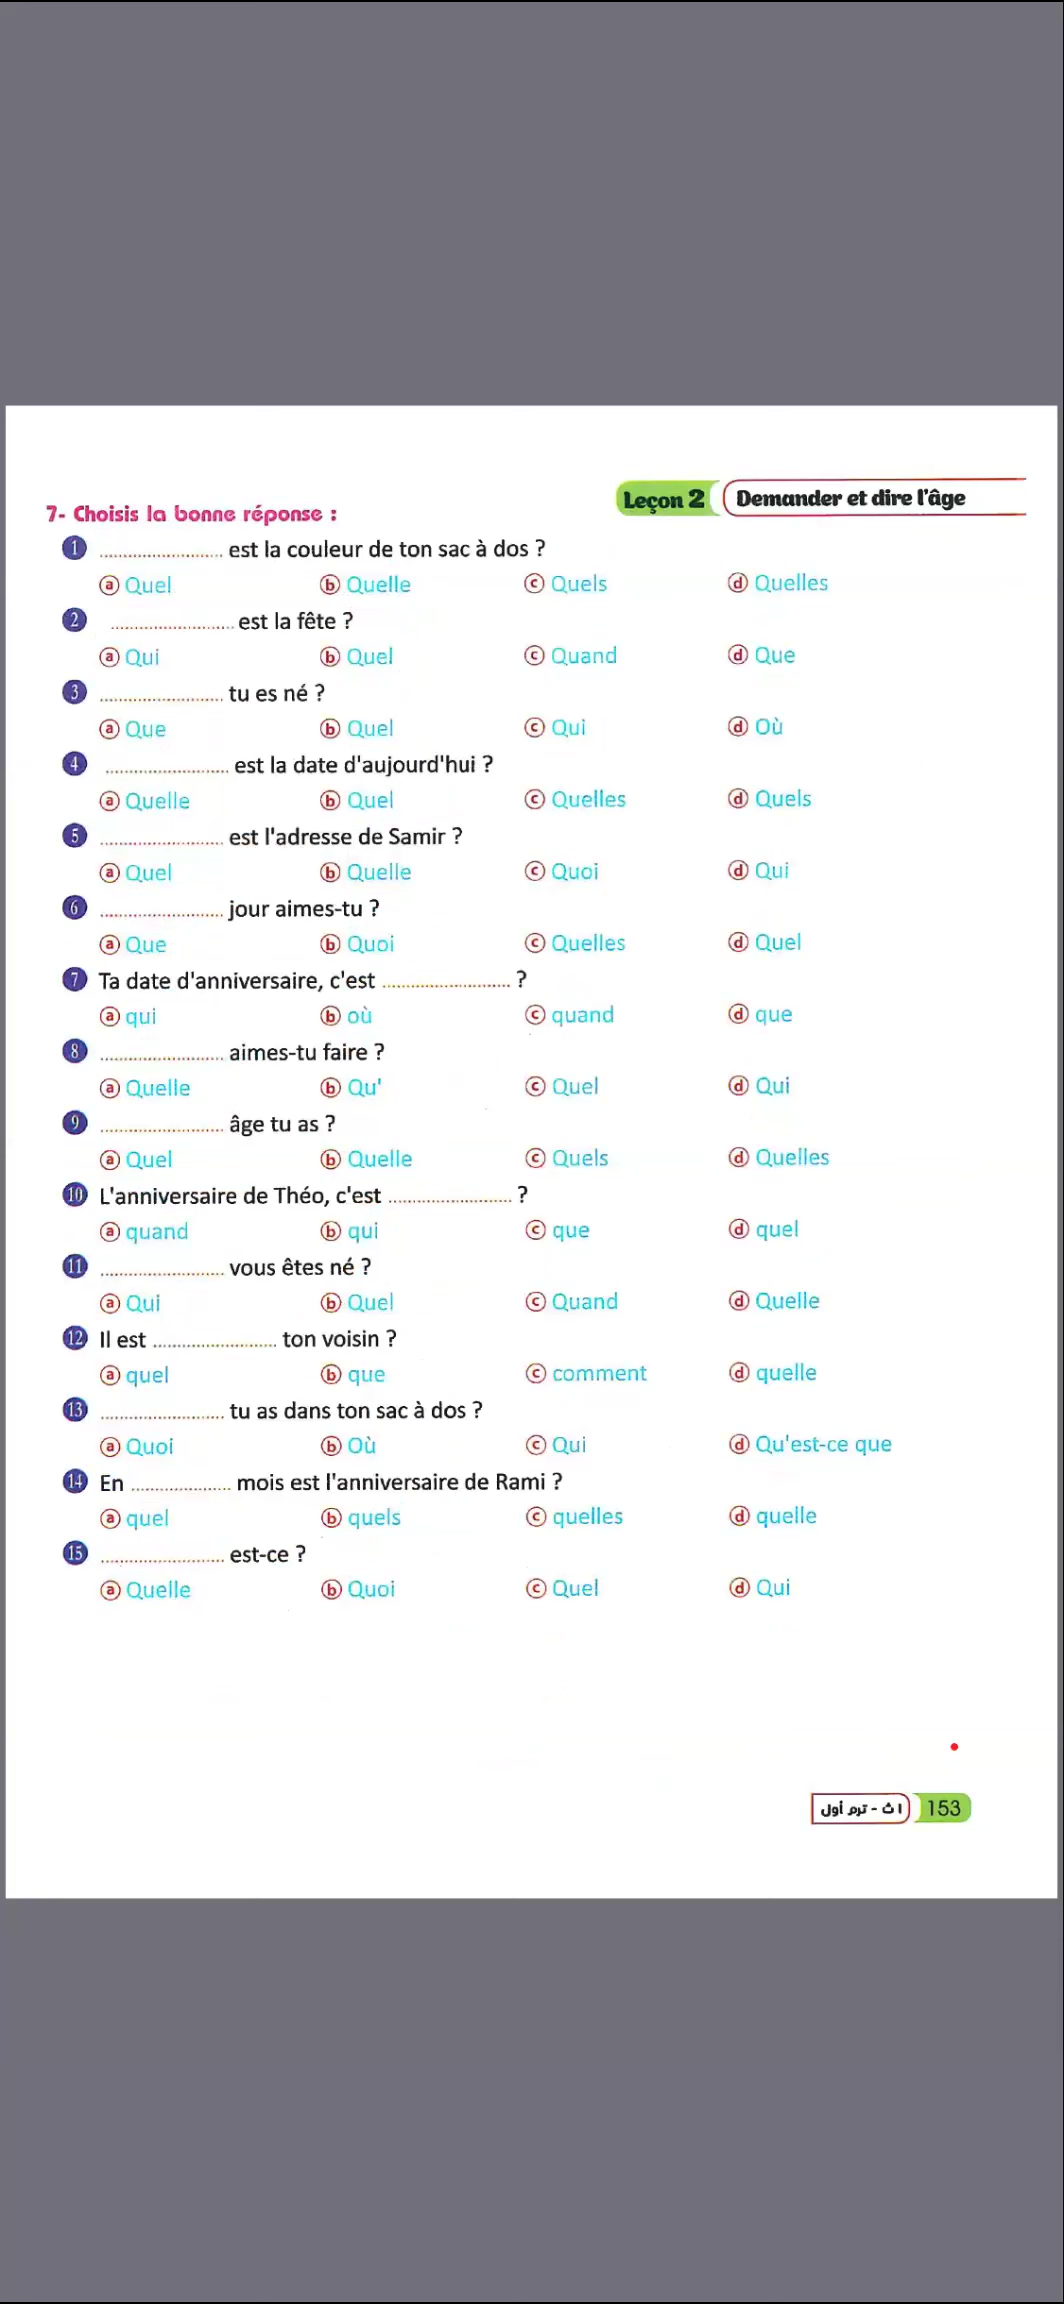 Leçon 2 Demander et dire l'âge
7- Choisis la bonne réponse :
1 ........................ est la couleur de ton sac à dos ?
a Quel b Quelle c Quels d Quelles
2 ........................ est la fête ?
a Qui b Quel c Quand d Que
3 ........................ tu es né ?
a Que b Quel c Qui d Où
4 ........................ est la date d'aujourd'hui ?
a Quelle b Quel c Quelles d Quels
5 ........................ est l'adresse de Samir ?
a Quel b Quelle c Quoi d Qui
6 ........................ jour aimes-tu ?
a Que b Quoi c Quelles d Quel
7 Ta date d'anniversaire, c'est ........................ ?
a qui b où c quand d que
8 ........................ aimes-tu faire ?
a Quelle b Qu' c Quel d Qui
9 ........................ âge tu as ?
a Quel b Quelle c Quels d Quelles
10 L'anniversaire de Théo, c'est ........................ ?
a quand b qui c que d quel
11 ........................ vous êtes né ?
a Qui b Quel c Quand d Quelle
12 Il est ........................ ton voisin ?
a quel b que c comment d quelle
13 ........................ tu as dans ton sac à dos ?
a Quoi b Où c Qui d Qu'est-ce que
14 En .................... mois est l'anniversaire de Rami ?
a quel b quels c quelles d quelle
15 ........................ est-ce ?
a Quelle b Quoi c Quel d Qui
١ ث - ترم أول 153